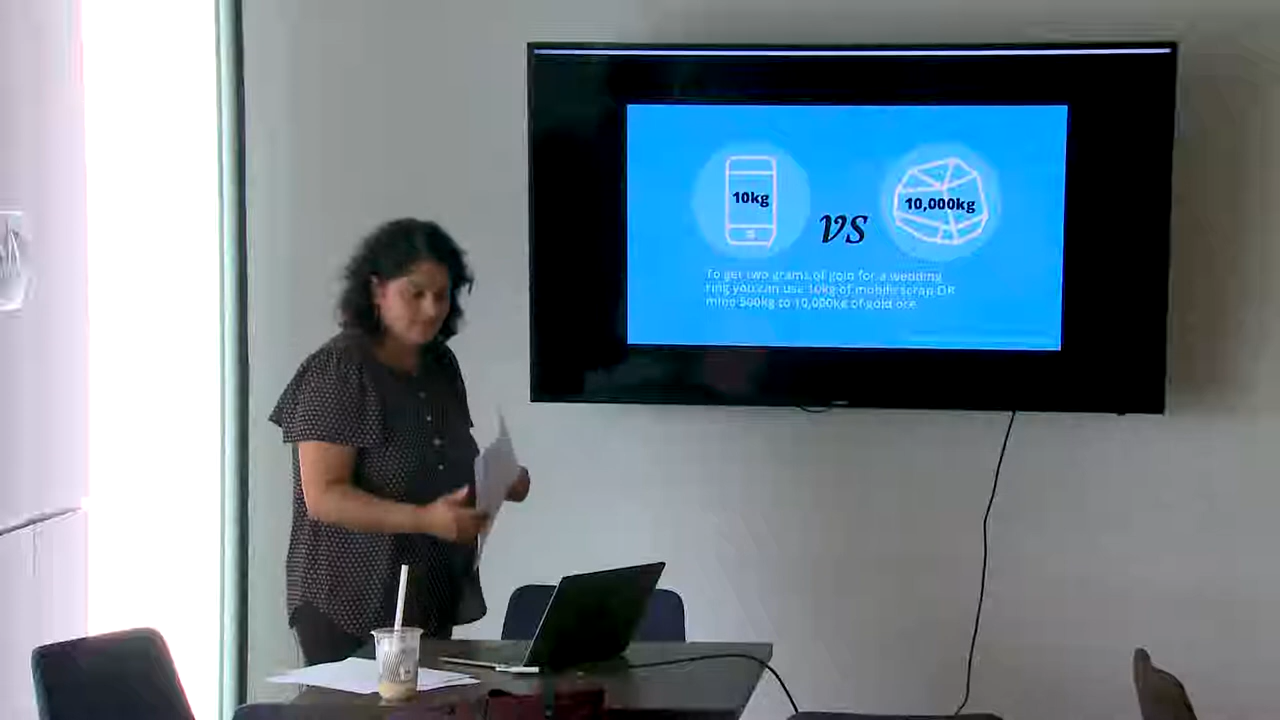 10kg
vs
10,000kg
To get two grams of gold for a wedding
ring you can use 10kg of mobile scrap OR
mine 500kg to 10,000kg of gold ore